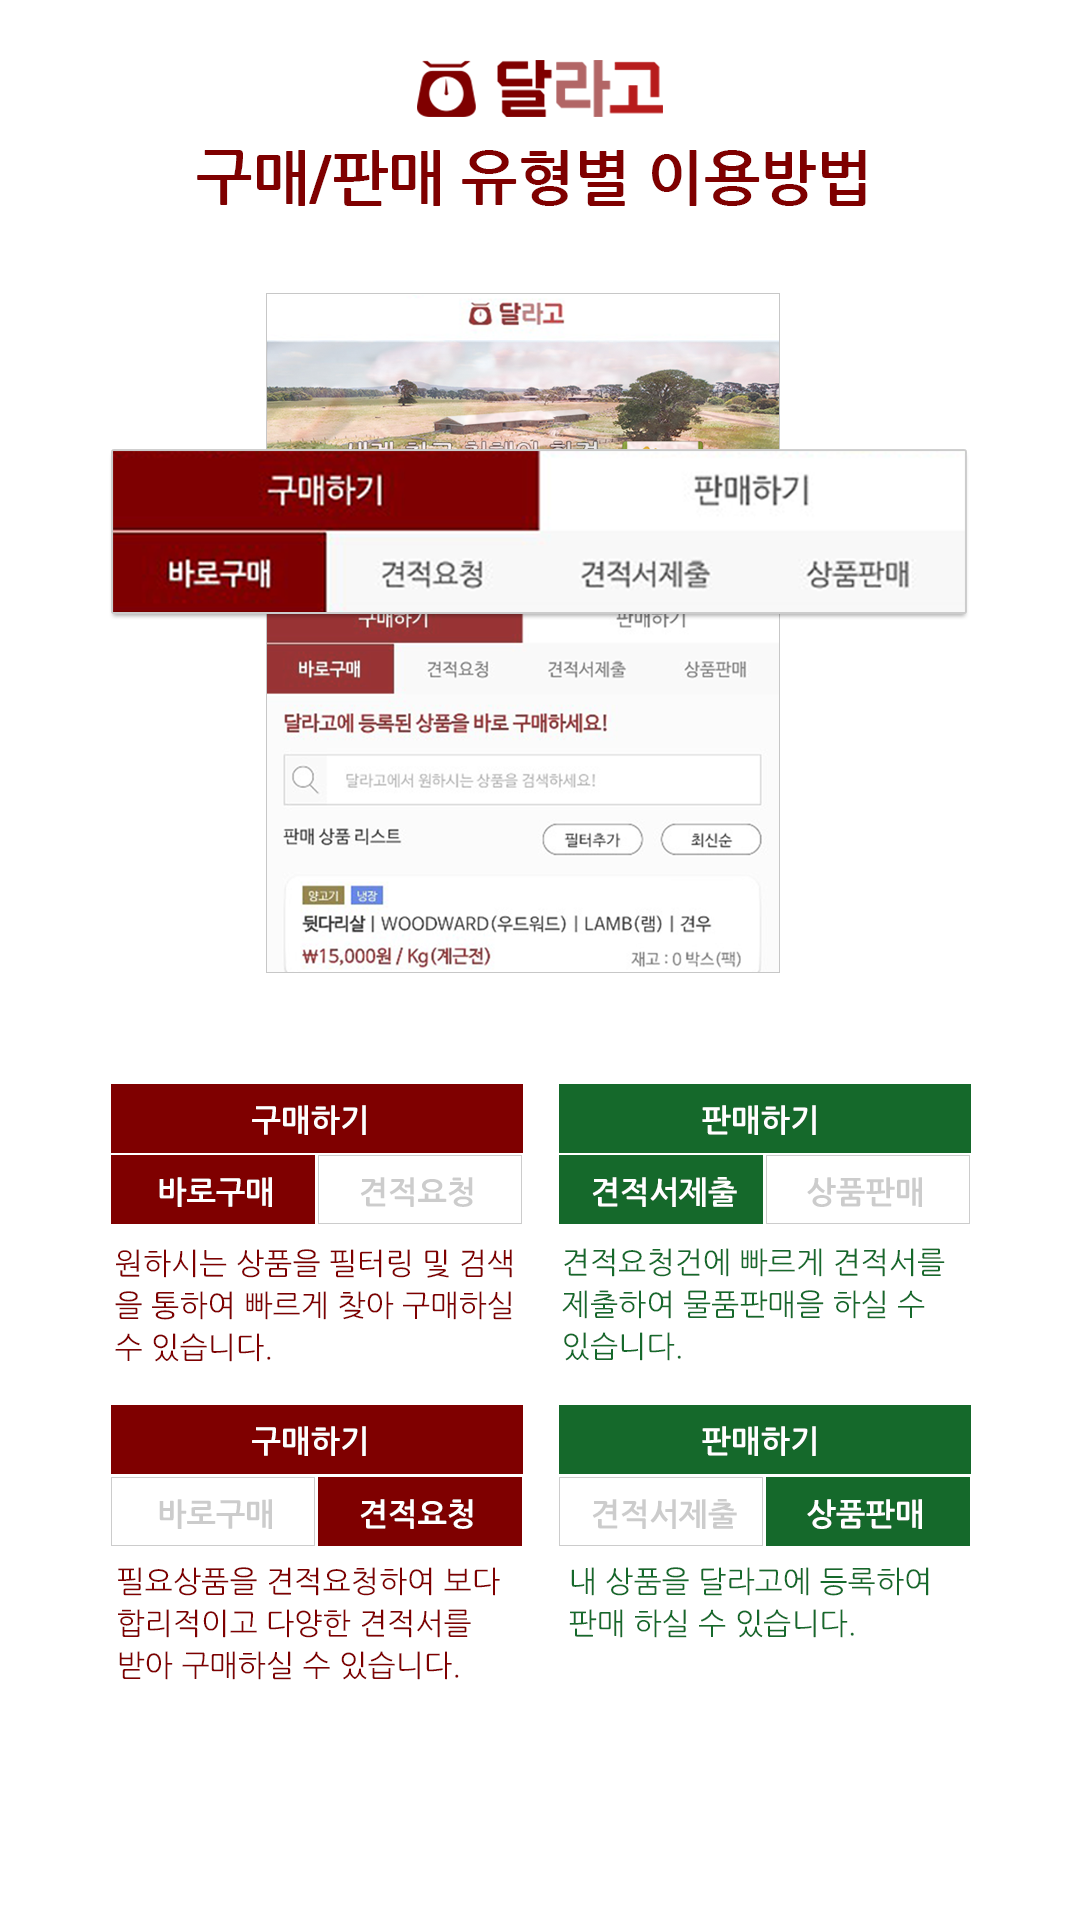 달라고
구매/판매 유형별 이용방법
달라고
구매하기 판매하기
바로구매 견적요청 견적서제출 상품판매
구매하기 판매하기
바로구매 견적요청 견적서제출 상품판매
달라고에 등록된 상품을 바로 구매하세요!
달라고에서 원하시는 상품을 검색하세요!
판매 상품 리스트 필터추가 최신순
양고기 냉장
뒷다리살 | WOODWARD(우드워드) | LAMB(램) | 견우
₩15,000원 / Kg(계근전) 재고 : 0 박스(팩)
구매하기
바로구매 견적요청
원하시는 상품을 필터링 및 검색
을 통하여 빠르게 찾아 구매하실
수 있습니다.
판매하기
견적서제출 상품판매
견적요청건에 빠르게 견적서를
제출하여 물품판매을 하실 수
있습니다.
구매하기
바로구매 견적요청
필요상품을 견적요청하여 보다
합리적이고 다양한 견적서를
받아 구매하실 수 있습니다.
판매하기
견적서제출 상품판매
내 상품을 달라고에 등록하여
판매 하실 수 있습니다.